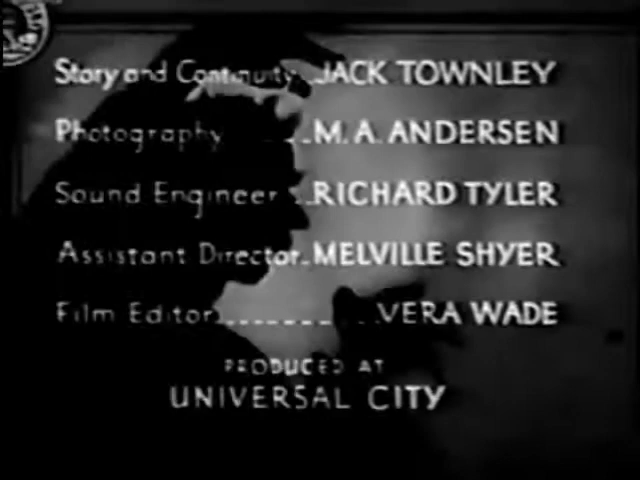 Story and Continuity..JACK TOWNLEY
Photography......M. A. ANDERSEN
Sound Engineer...RICHARD TYLER
Assistant Director..MELVILLE SHYER
Film Editor.............VERA WADE
PRODUCED AT
UNIVERSAL CITY